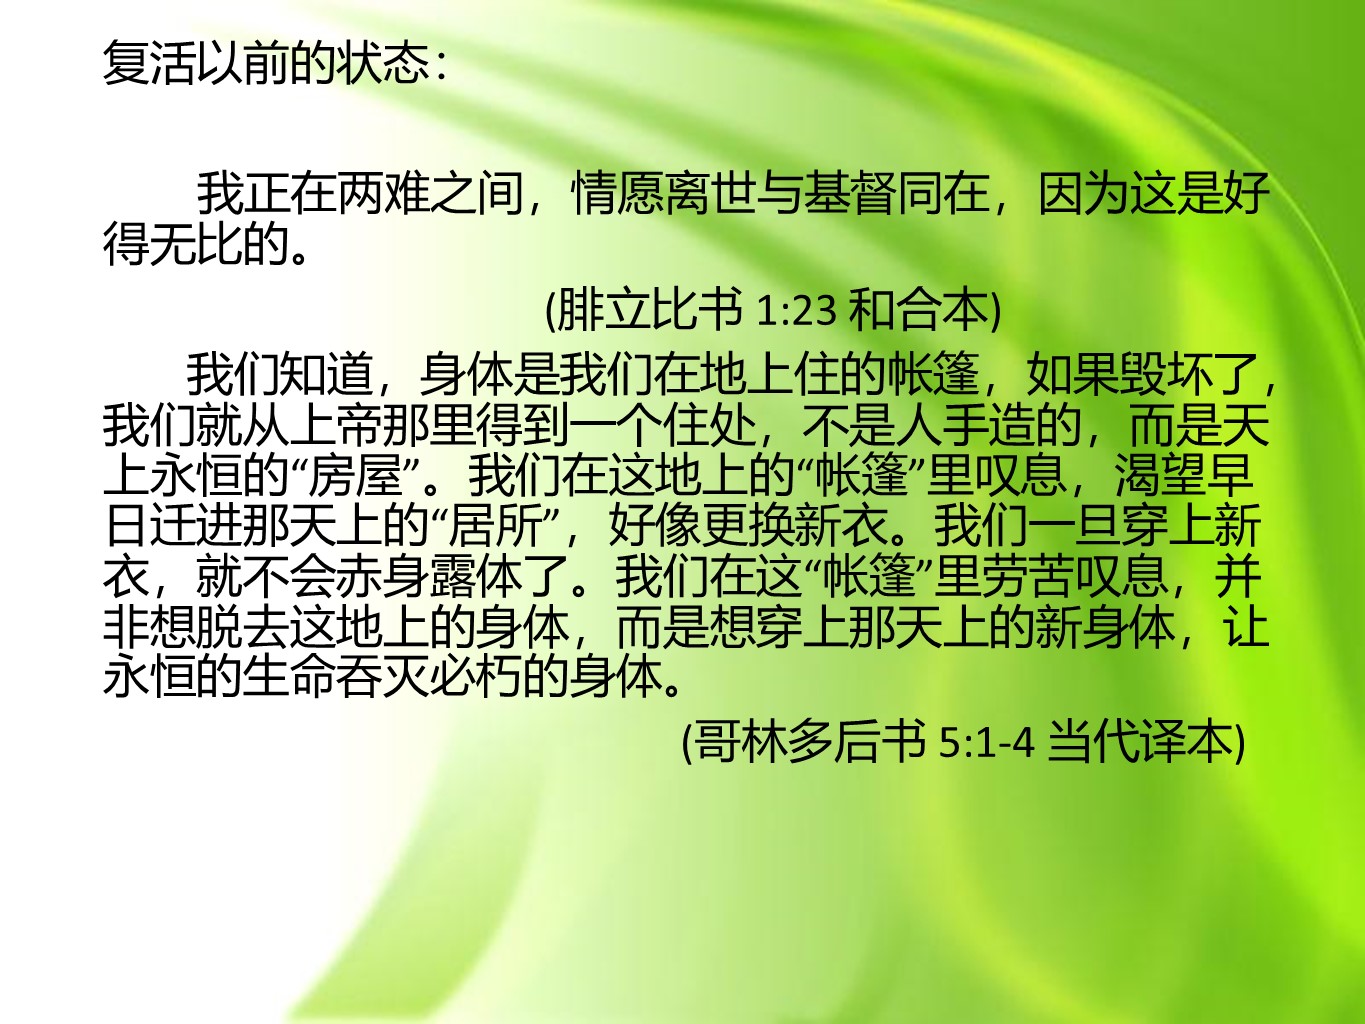 复活以前的状态：
我正在两难之间，情愿离世与基督同在，因为这是好
得无比的。
(腓立比书 1:23 和合本)
我们知道，身体是我们在地上住的帐篷，如果毁坏了，
我们就从上帝那里得到一个住处，不是人手造的，而是天
上永恒的“房屋”。我们在这地上的“帐篷”里叹息，渴望早
日迁进那天上的“居所”，好像更换新衣。我们一旦穿上新
衣，就不会赤身露体了。我们在这“帐篷”里劳苦叹息，并
非想脱去这地上的身体，而是想穿上那天上的新身体，让
永恒的生命吞灭必朽的身体。
(哥林多后书 5:1-4 当代译本)